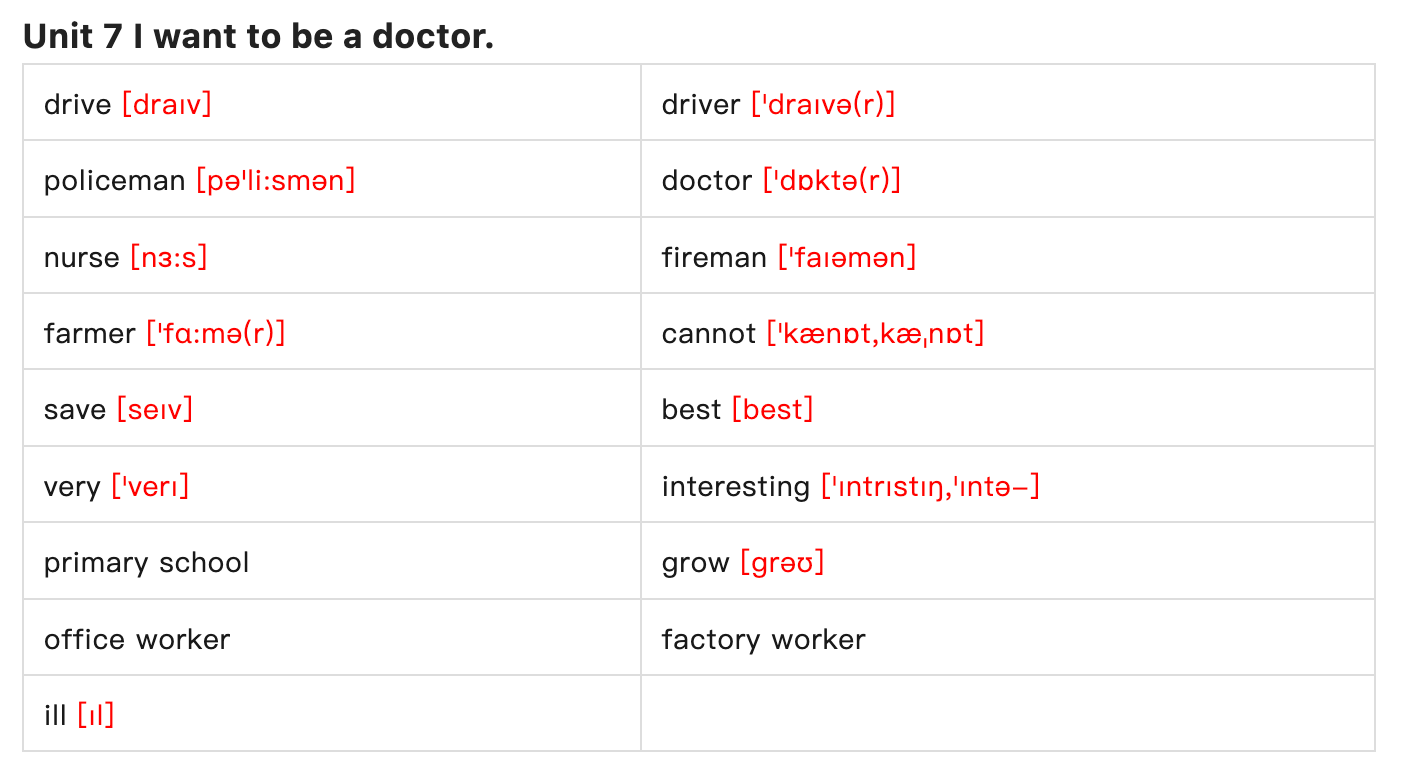 Unit 7 I want to be a doctor.
drive [draɪv] driver [ˈdraɪvə(r)]
policeman [pəˈli:smən] doctor [ˈdɒktə(r)]
nurse [nɜ:s] fireman [ˈfaɪəmən]
farmer [ˈfɑ:mə(r)] cannot [ˈkænɒt,kæˌnɒt]
save [seɪv] best [best]
very [ˈverɪ] interesting [ˈɪntrɪstɪŋ,ˈɪntə–]
primary school grow [grəʊ]
office worker factory worker
ill [ɪl]